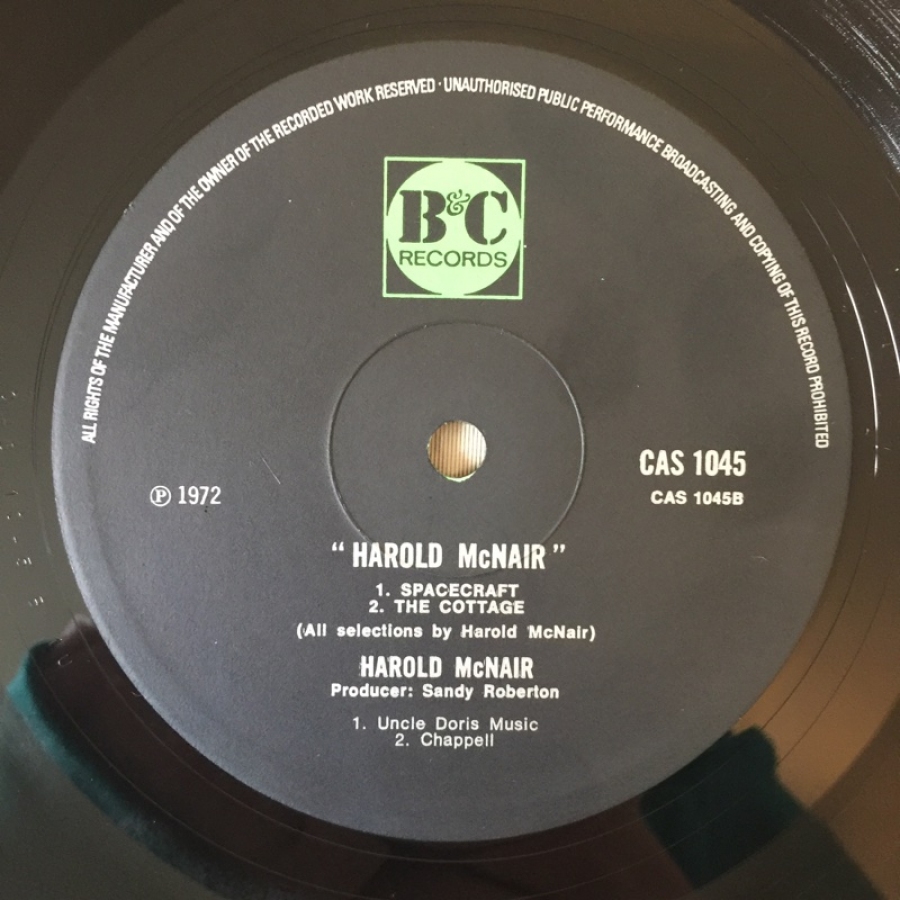 ALL RIGHTS OF THE MANUFACTURER AND OF THE OWNER OF THE RECORDED WORK RESERVED · UNAUTHORISED PUBLIC PERFORMANCE BROADCASTING AND COPYING OF THIS RECORD PROHIBITED
B&C
RECORDS
CAS 1045
℗ 1972
CAS 1045B
"HAROLD McNAIR"
1. SPACECRAFT
2. THE COTTAGE
(All selections by Harold McNair)
HAROLD McNAIR
Producer: Sandy Roberton
1. Uncle Doris Music
2. Chappell